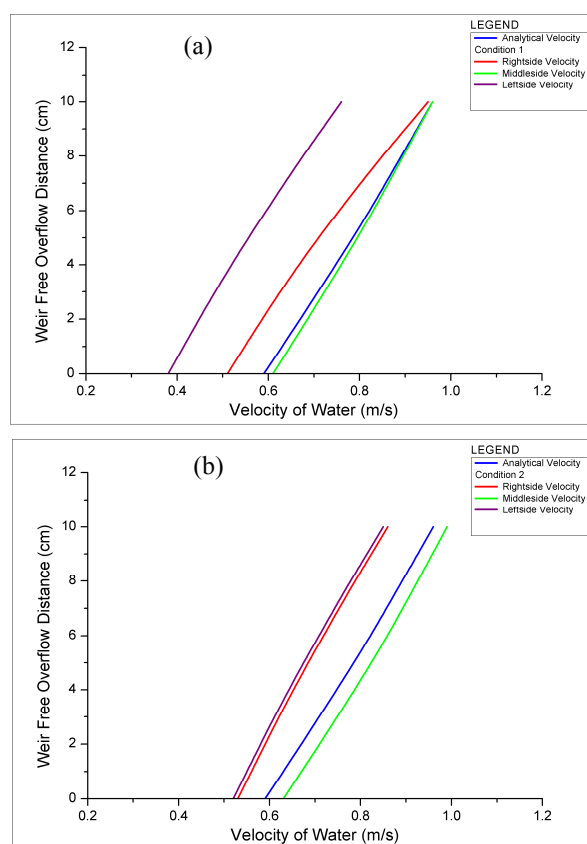 (a)
LEGEND
Analytical Velocity
Condition 1
Rightside Velocity
Middleside Velocity
Leftside Velocity
12
10
8
6
4
2
0
Weir Free Overflow Distance (cm)
0.2 0.4 0.6 0.8 1.0 1.2
Velocity of Water (m/s)
(b)
LEGEND
Analytical Velocity
Condition 2
Rightside Velocity
Middleside Velocity
Leftside Velocity
12
10
8
6
4
2
0
Weir Free Overflow Distance (cm)
0.2 0.4 0.6 0.8 1.0 1.2
Velocity of Water (m/s)